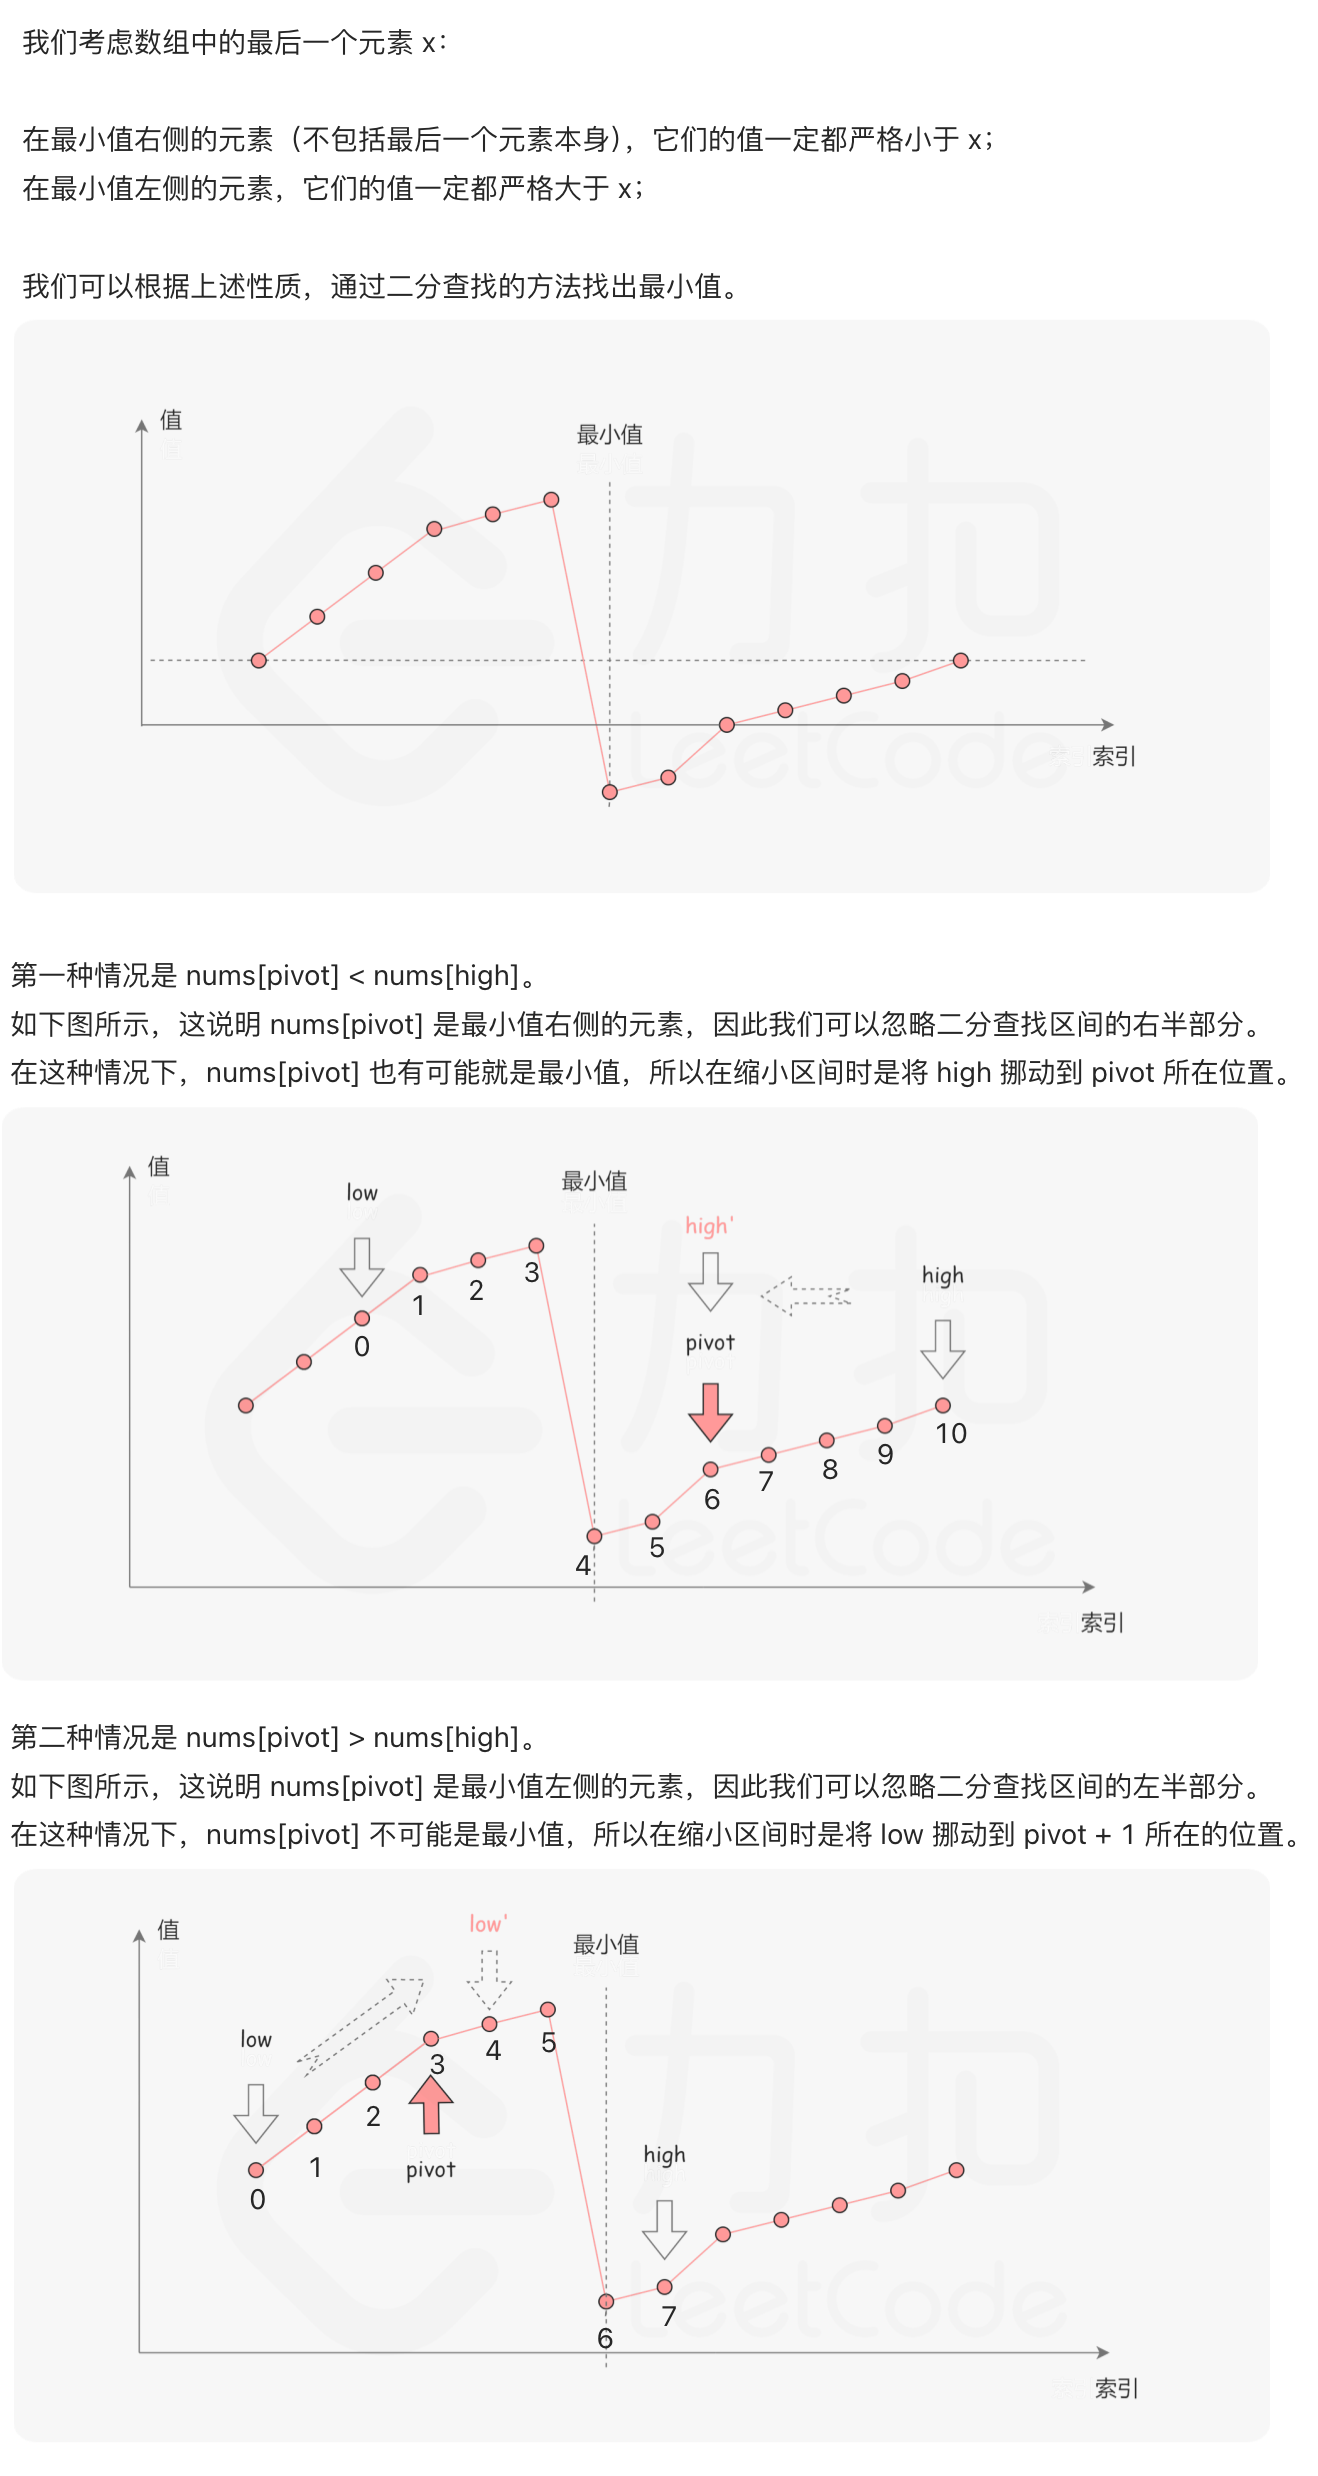 我们考虑数组中的最后一个元素 x：
在最小值右侧的元素（不包括最后一个元素本身），它们的值一定都严格小于 x；
在最小值左侧的元素，它们的值一定都严格大于 x；
我们可以根据上述性质，通过二分查找的方法找出最小值。
值
最小值
力扣
LeetCode
索引
第一种情况是 nums[pivot] < nums[high]。
如下图所示，这说明 nums[pivot] 是最小值右侧的元素，因此我们可以忽略二分查找区间的右半部分。
在这种情况下，nums[pivot] 也有可能就是最小值，所以在缩小区间时是将 high 挪动到 pivot 所在位置。
值
low
最小值
high'
high
pivot
力扣
0
1
2
3
4
5
6
7
8
9
10
LeetCode
索引
第二种情况是 nums[pivot] > nums[high]。
如下图所示，这说明 nums[pivot] 是最小值左侧的元素，因此我们可以忽略二分查找区间的左半部分。
在这种情况下，nums[pivot] 不可能是最小值，所以在缩小区间时是将 low 挪动到 pivot + 1 所在的位置。
值
low'
最小值
low
high
pivot
力扣
0
1
2
3
4
5
6
7
LeetCode
索引